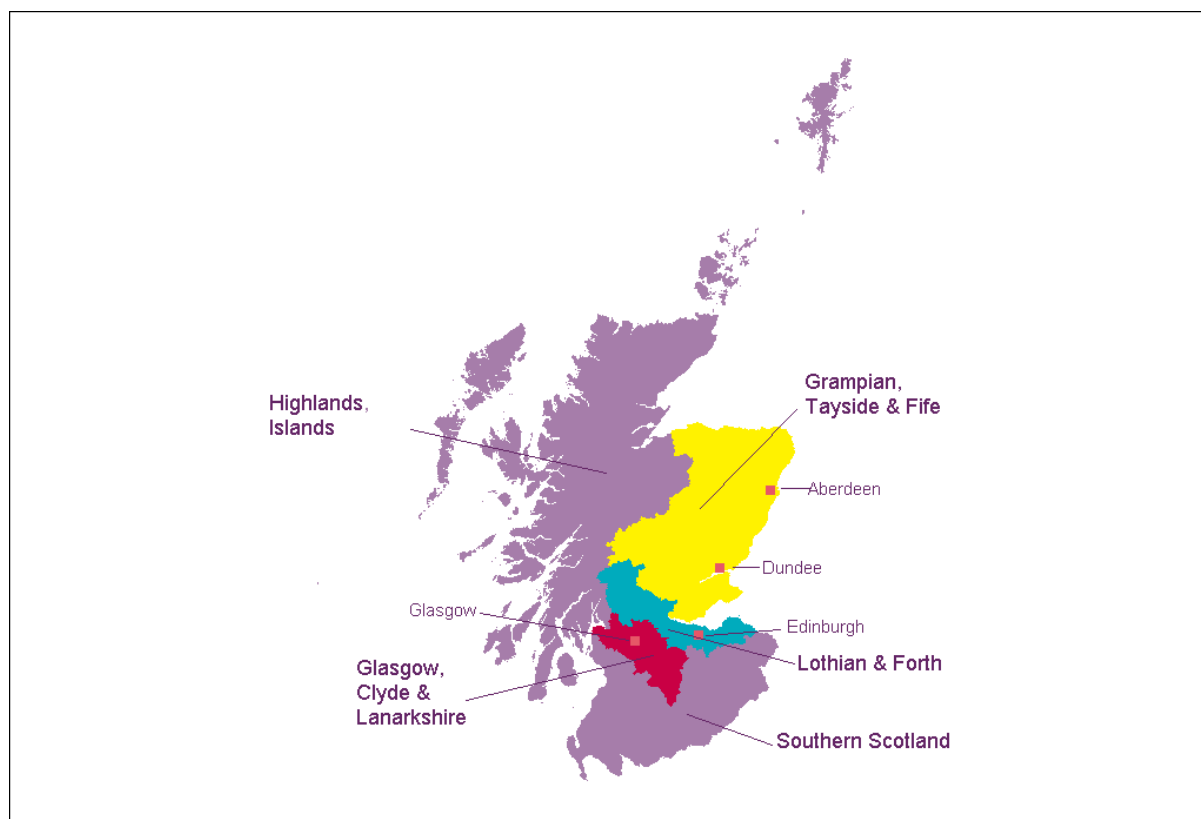 Grampian,
Tayside & Fife
Highlands,
Islands
Aberdeen
Dundee
Glasgow
Edinburgh
Lothian & Forth
Glasgow,
Clyde &
Lanarkshire
Southern Scotland